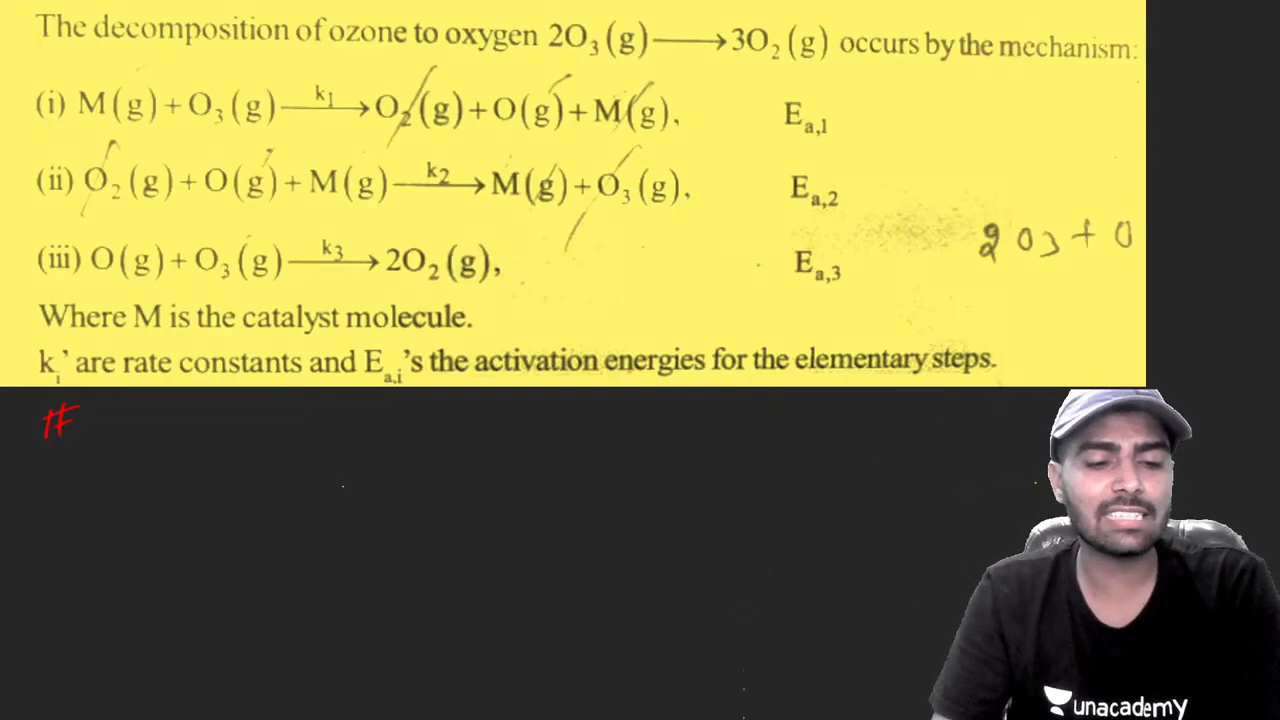 The decomposition of ozone to oxygen 2O₃(g)⟶3O₂(g) occurs by the mechanism:
(i) M(g)+O₃(g) —k₁→ O₂(g)+O(g)+M(g), Eₐ,₁
(ii) O₂(g)+O(g)+M(g) —k₂→ M(g)+O₃(g), Eₐ,₂
2O3+O
(iii) O(g)+O₃(g) —k₃→ 2O₂(g), Eₐ,₃
Where M is the catalyst molecule.
kᵢ' are rate constants and Eₐ,ᵢ's the activation energies for the elementary steps.
#
unacademy